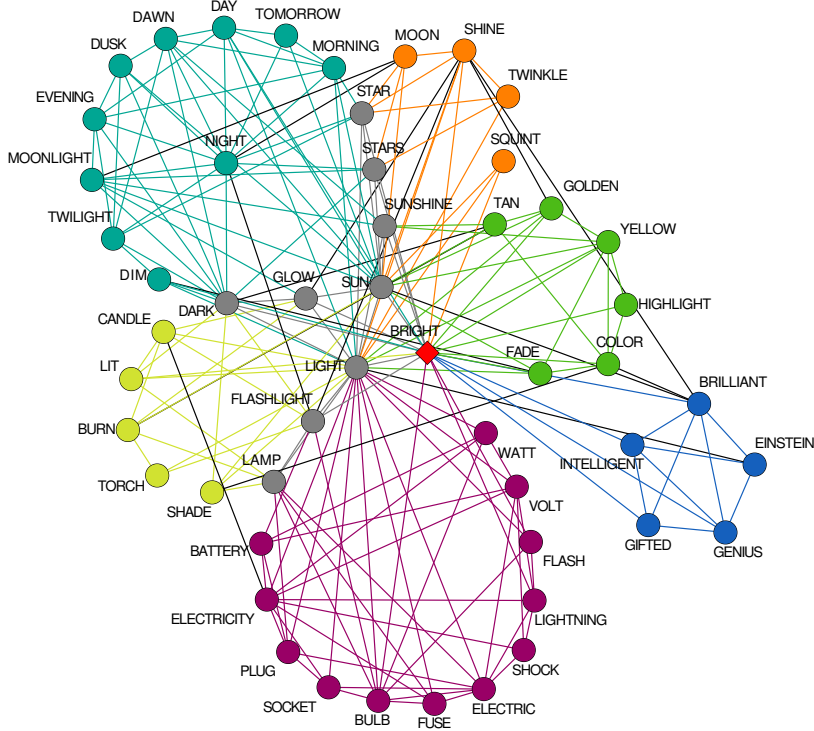 DAY
TOMORROW
DAWN
MORNING
MOON
SHINE
DUSK
TWINKLE
STAR
EVENING
NIGHT
STARS
SQUINT
MOONLIGHT
GOLDEN
TWILIGHT
SUNSHINE
TAN
YELLOW
DIM
GLOW
SUN
DARK
HIGHLIGHT
CANDLE
BRIGHT
COLOR
LIT
LIGHT
FADE
BRILLIANT
FLASHLIGHT
BURN
WATT
EINSTEIN
LAMP
INTELLIGENT
TORCH
VOLT
SHADE
BATTERY
FLASH
GIFTED
GENIUS
ELECTRICITY
LIGHTNING
PLUG
SHOCK
SOCKET
BULB
FUSE
ELECTRIC